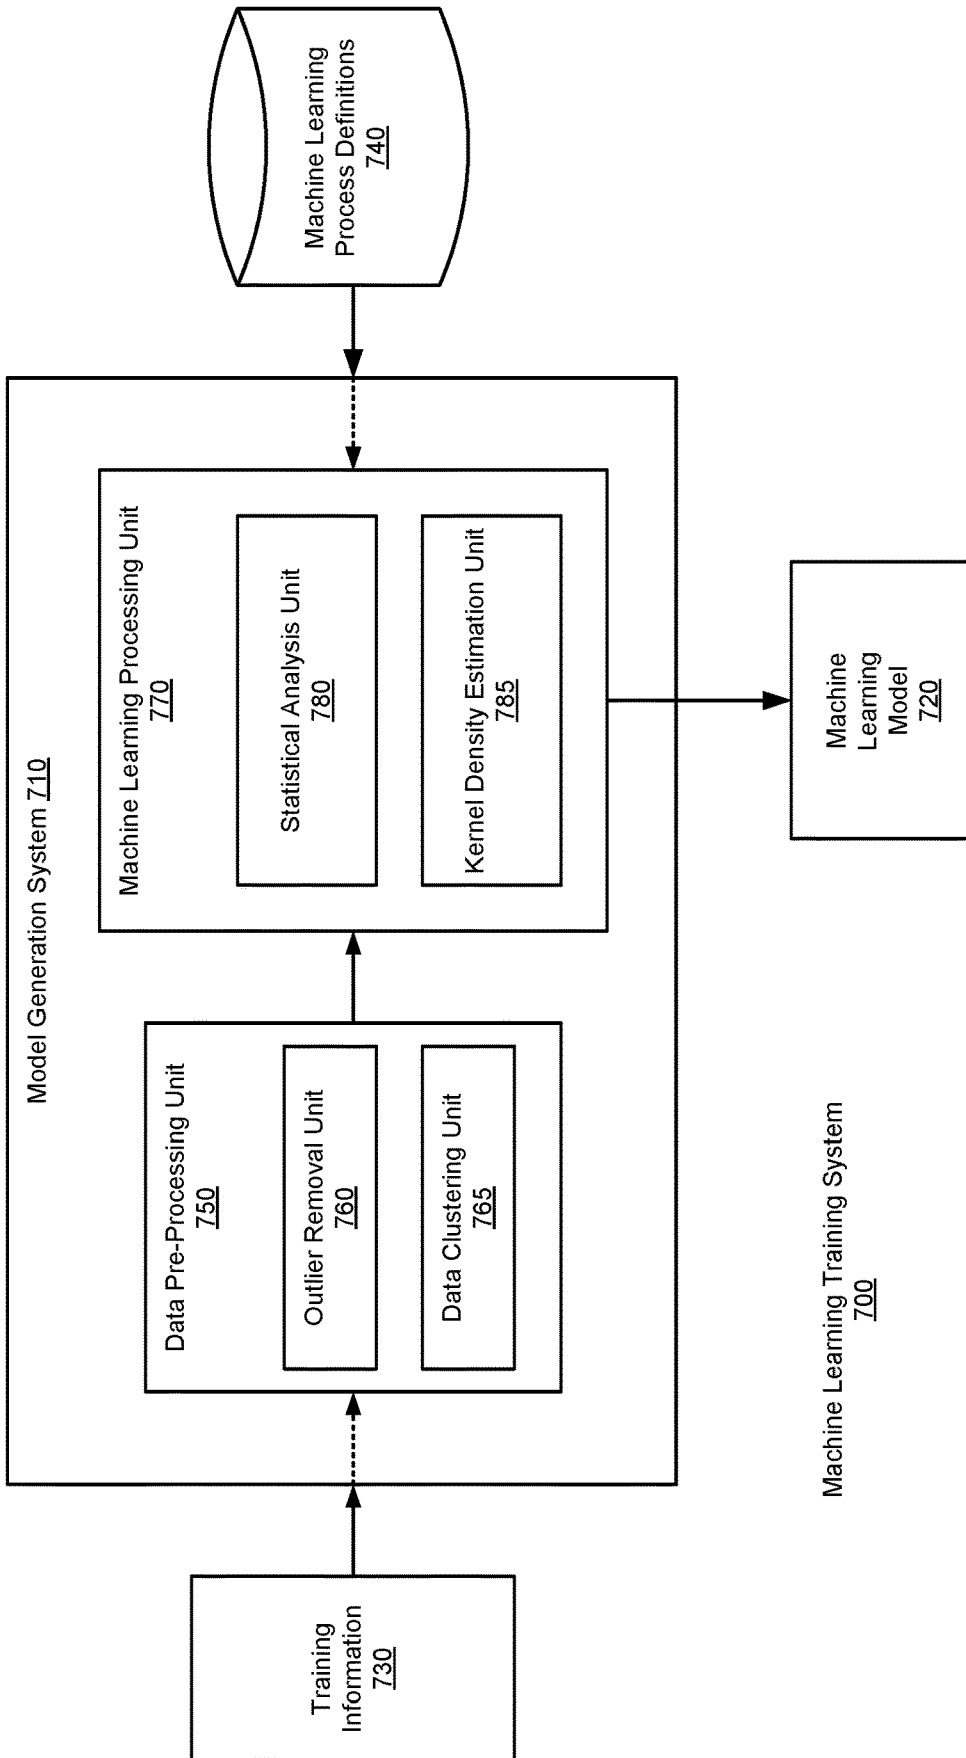 Model Generation System 710
Training
Information
730
Data Pre-Processing Unit
750
Outlier Removal Unit
760
Data Clustering Unit
765
Machine Learning Processing Unit
770
Statistical Analysis Unit
780
Kernel Density Estimation Unit
785
Machine Learning
Process Definitions
740
Machine
Learning
Model
720
Machine Learning Training System
700